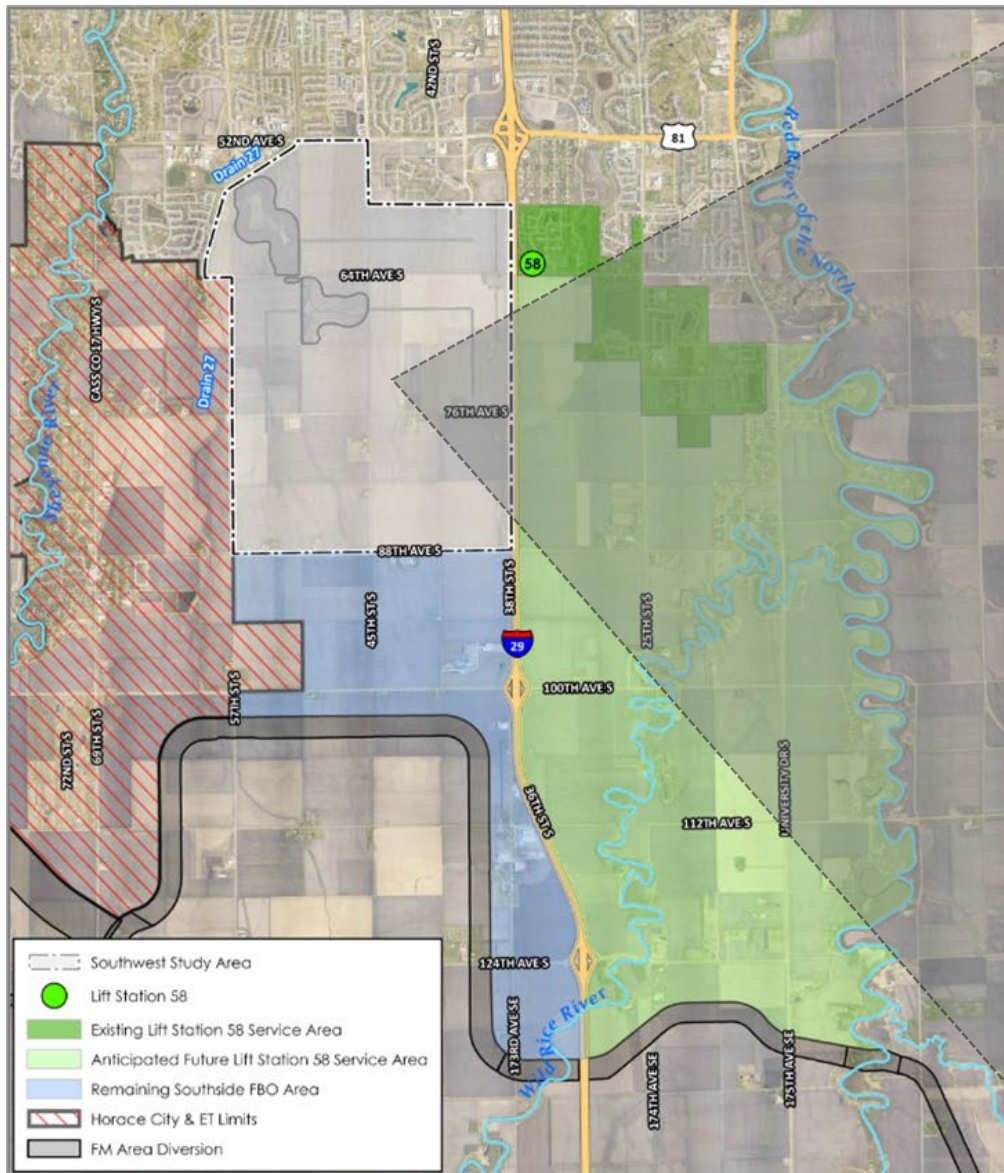 42ND ST S
52ND AVE S
Drain 27
81
Red River of the North
58
64TH AVE S
CASS CO 17 HWY S
Drain 27
76TH AVE S
Sheyenne River
88TH AVE S
38TH ST S
45TH ST S
25TH ST S
29
100TH AVE S
57TH ST S
72ND ST S
69TH ST S
36TH ST S
UNIVERSITY DR S
112TH AVE S
124TH AVE S
173RD AVE SE
Wild Rice River
174TH AVE SE
175TH AVE SE
Southwest Study Area
Lift Station 58
Existing Lift Station 58 Service Area
Anticipated Future Lift Station 58 Service Area
Remaining Southside FBO Area
Horace City & ET Limits
FM Area Diversion